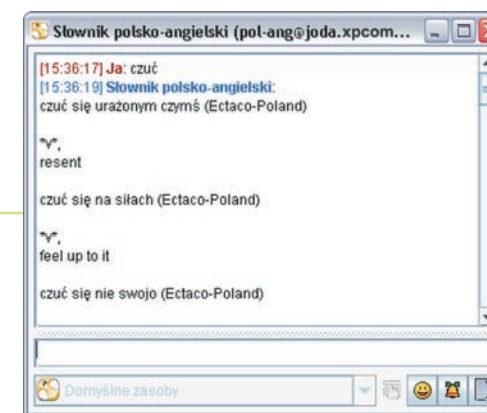 Słownik polsko-angielski (pol-ang@joda.xpcom...
[15:36:17] Ja: czuć
[15:36:19] Słownik polsko-angielski:
czuć się urażonym czymś (Ectaco-Poland)
"v",
resent
czuć się na siłach (Ectaco-Poland)
"v",
feel up to it
czuć się nie swojo (Ectaco-Poland)
Domyślne zasoby